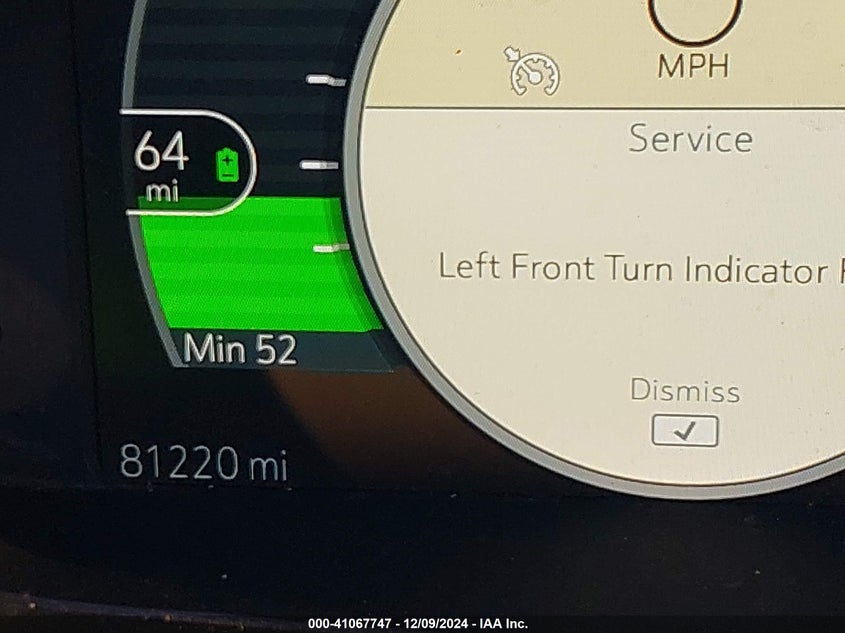 MPH
Service
64
mi
Left Front Turn Indicator
Min 52
Dismiss
81220 mi
000-41067747 - 12/09/2024 - IAA Inc.